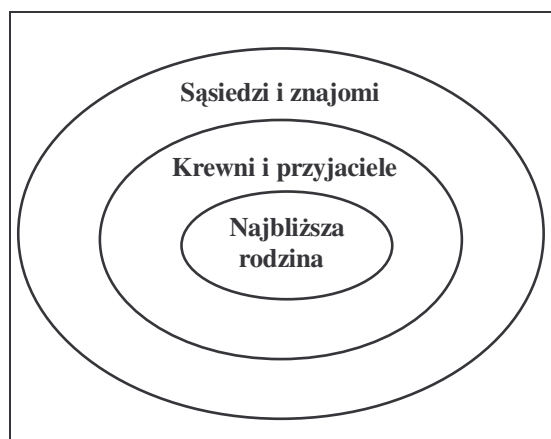 Sąsiedzi i znajomi
Krewni i przyjaciele
Najbliższa
rodzina